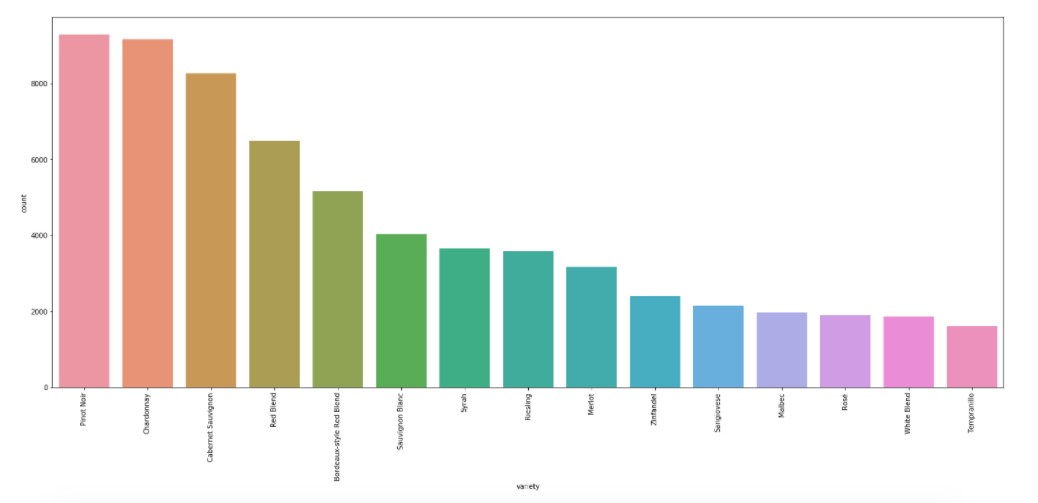 8000
6000
4000
2000
0
count
Pinot Noir
Chardonnay
Cabernet Sauvignon
Red Blend
Bordeaux-style Red Blend
Sauvignon Blanc
Syrah
Riesling
Merlot
Zinfandel
Sangiovese
Malbec
Rosé
White Blend
Tempranillo
variety